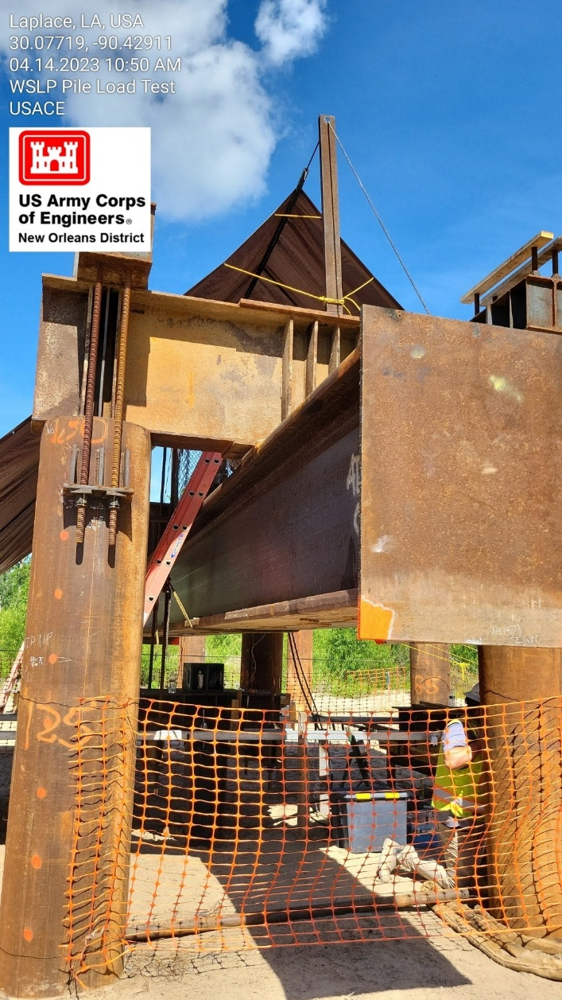 Laplace, LA, USA
30.07719, -90.42911
04.14.2023 10:50 AM
WSLP Pile Load Test
USACE
US Army Corps
of Engineers®
New Orleans District
125